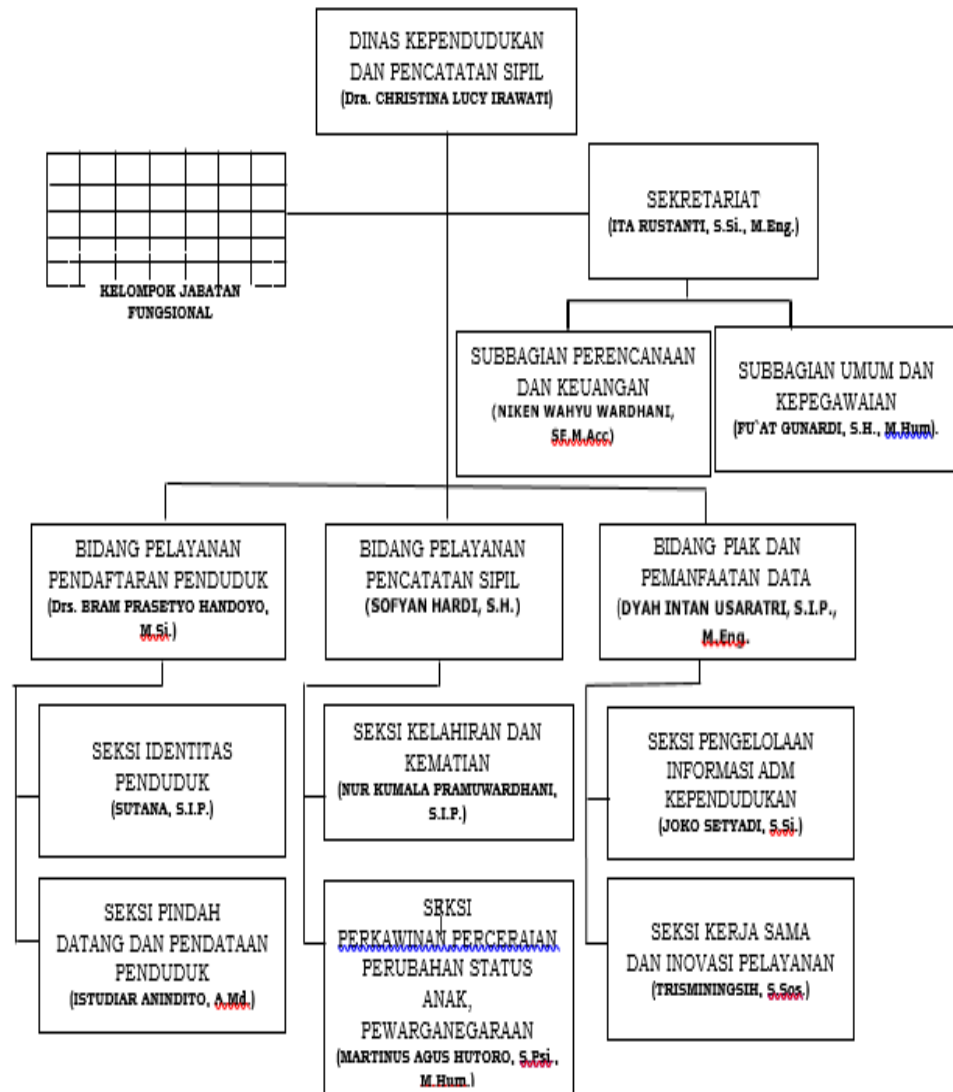 DINAS KEPENDUDUKAN
DAN PENCATATAN SIPIL
(Dra. CHRISTINA LUCY IRAWATI)
KELOMPOK JABATAN
FUNGSIONAL
SEKRETARIAT
(ITA RUSTANTI, S.Si., M.Eng.)
SUBBAGIAN PERENCANAAN
DAN KEUANGAN
(NIKEN WAHYU WARDHANI,
SE.M.Acc)
SUBBAGIAN UMUM DAN
KEPEGAWAIAN
(FU`AT GUNARDI, S.H., M.Hum).
BIDANG PELAYANAN
PENDAFTARAN PENDUDUK
(Drs. BRAM PRASETYO HANDOYO,
M.Si.)
BIDANG PELAYANAN
PENCATATAN SIPIL
(SOFYAN HARDI, S.H.)
BIDANG PIAK DAN
PEMANFAATAN DATA
(DYAH INTAN USARATRI, S.I.P.,
M.Eng.
SEKSI IDENTITAS
PENDUDUK
(SUTANA, S.I.P.)
SEKSI KELAHIRAN DAN
KEMATIAN
(NUR KUMALA PRAMUWARDHANI,
S.I.P.)
SEKSI PENGELOLAAN
INFORMASI ADM
KEPENDUDUKAN
(JOKO SETYADI, S.Si.)
SEKSI PINDAH
DATANG DAN PENDATAAN
PENDUDUK
(ISTUDIAR ANINDITO, A.Md.)
SEKSI
PERKAWINAN,PERCERAIAN
PERUBAHAN STATUS
ANAK,
PEWARGANEGARAAN
(MARTINUS AGUS HUTORO, S.Psi.,
M.Hum.)
SEKSI KERJA SAMA
DAN INOVASI PELAYANAN
(TRISMININGSIH, S.Sos.)